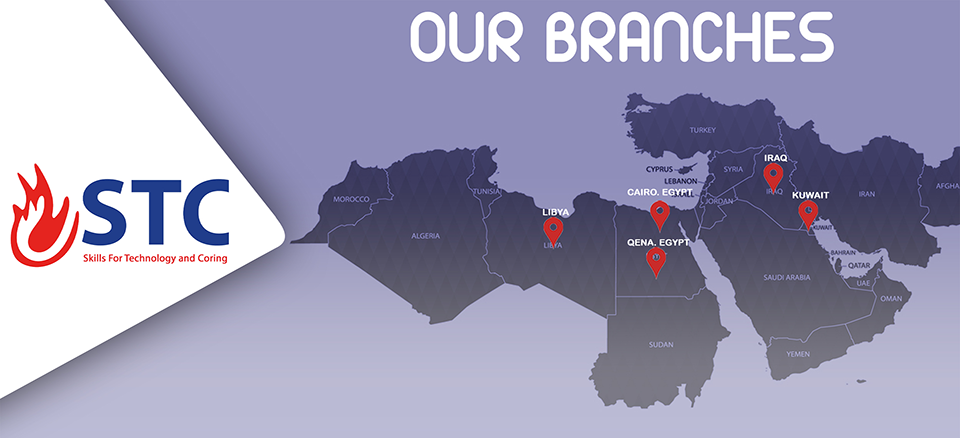 OUR BRANCHES
STC
Skills For Technology and Coring
TURKEY
CYPRUS
SYRIA
LEBANON
IRAQ
IRAQ
IRAN
AFGHA
MOROCCO
TUNISIA
ALGERIA
LIBYA
LIBYA
CAIRO. EGYPT
JORDAN
KUWAIT
KUWAIT
QENA. EGYPT
BAHRAIN
QATAR
SAUDI ARABIA
UAE
OMAN
SUDAN
YEMEN